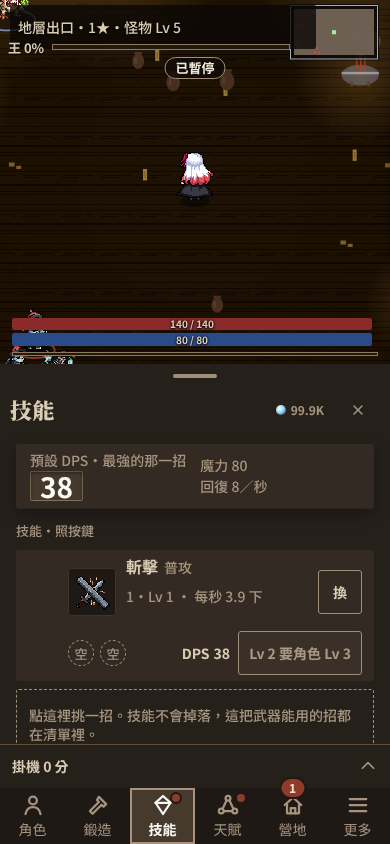 地層出口・1★・怪物 Lv 5
王 0%
已暫停
140 / 140
80 / 80
技能
99.9K
預設 DPS・最強的那一招
38
魔力 80
回復 8／秒
技能・照按鍵
斬擊 普攻
1・Lv 1 ・ 每秒 3.9 下
換
空 空
DPS 38
Lv 2 要角色 Lv 3
點這裡挑一招。技能不會掉落，這把武器能用的招都
在清單裡。
掛機 0 分
1
角色 鍛造 技能 天賦 營地 更多